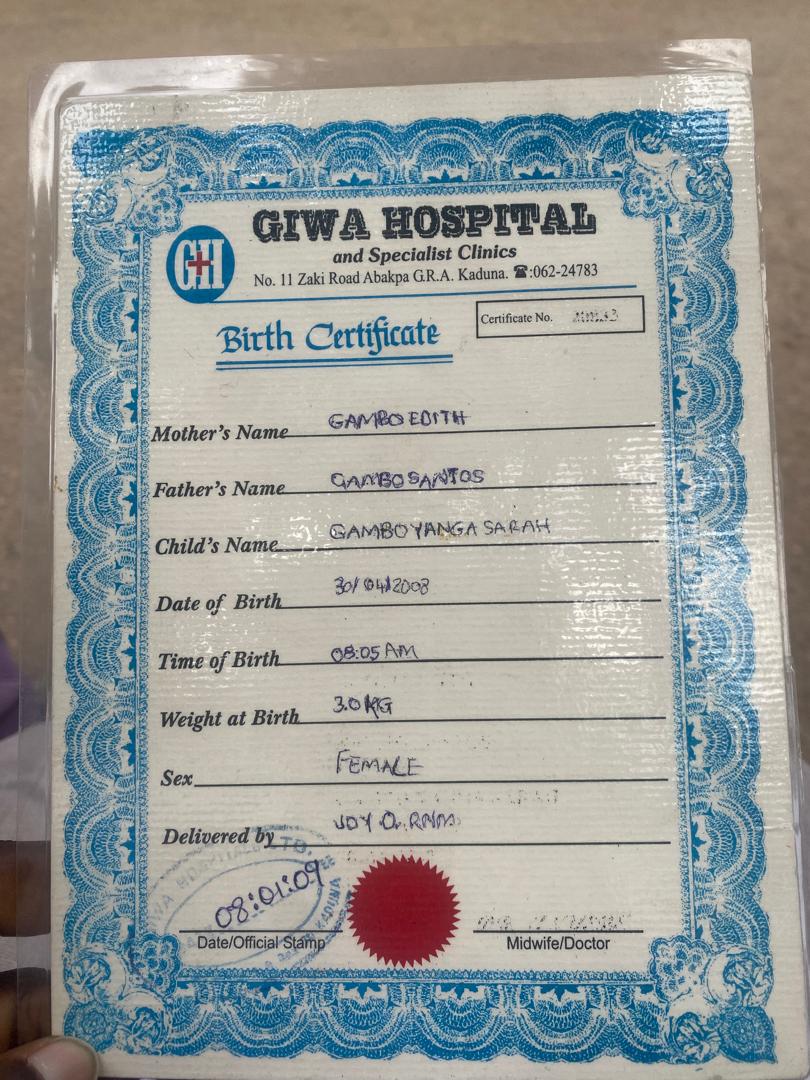 GIWA HOSPITAL
and Specialist Clinics
No. 11 Zaki Road Abakpa G.R.A. Kaduna. ☎:062-24783
GH
Birth Certificate
Certificate No.
Mother's Name GAMBO EDITH
Father's Name GAMBO SANTOS
Child's Name GAMBO YANGA SARAH
Date of Birth 30/04/2008
Time of Birth 08:05 AM
Weight at Birth 3.0 KG
Sex FEMALE
Delivered by JOY O. RNM
08:01:09
Date/Official Stamp
Midwife/Doctor